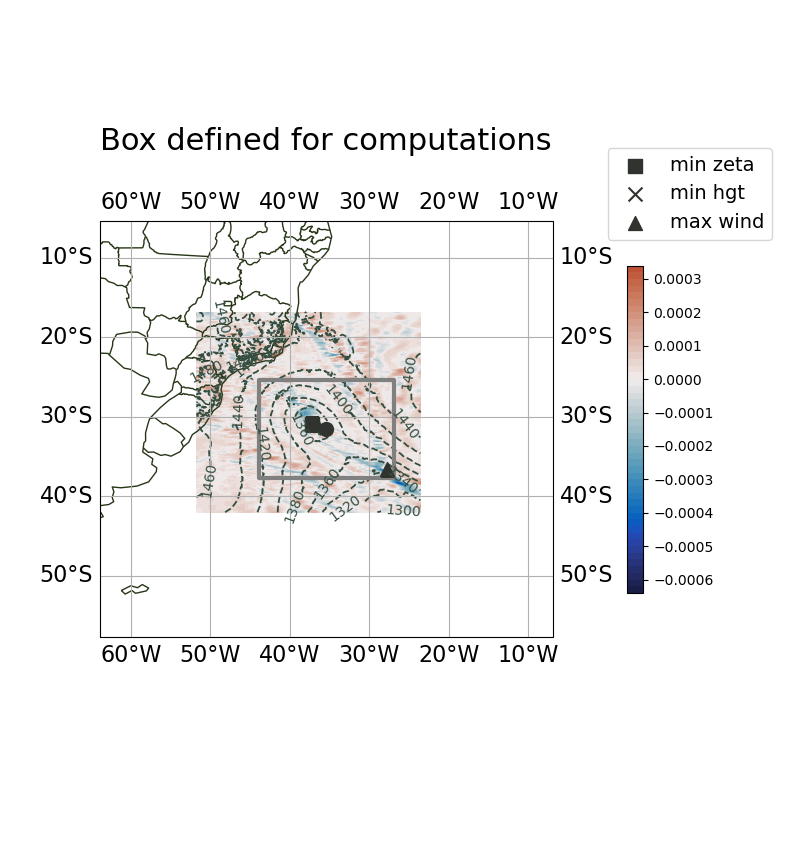 Box defined for computations
60°W 50°W 40°W 30°W 20°W 10°W
min zeta
min hgt
max wind
10°S 10°S
20°S 20°S
30°S 30°S
40°S 40°S
50°S 50°S
60°W 50°W 40°W 30°W 20°W 10°W
0.0003
0.0002
0.0001
0.0000
−0.0001
−0.0002
−0.0003
−0.0004
−0.0005
−0.0006
1460
1460
1400
1440
1440
1420
1460
1360
1380
1320
1300